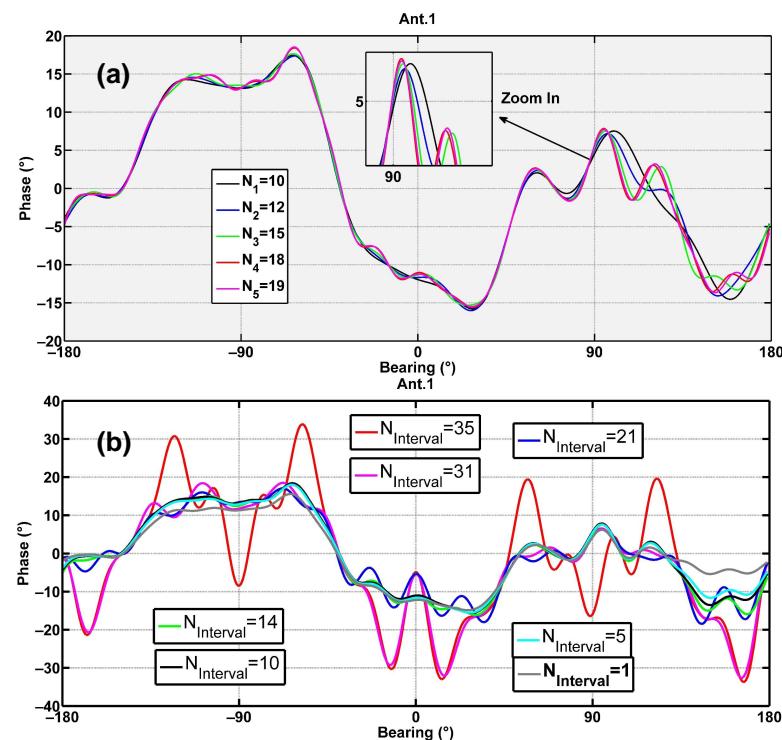 Ant.1
20
15
10
5
0
−5
−10
−15
−20
Phase (°)
(a)
5
90
Zoom In
N1=10
N2=12
N3=15
N4=18
N5=19
−180
−90
0
90
180
Bearing (°)
Ant.1
40
30
20
10
0
−10
−20
−30
−40
Phase (°)
(b)
NInterval=35
NInterval=21
NInterval=31
NInterval=14
NInterval=5
NInterval=10
NInterval=1
−180
−90
0
90
180
Bearing (°)